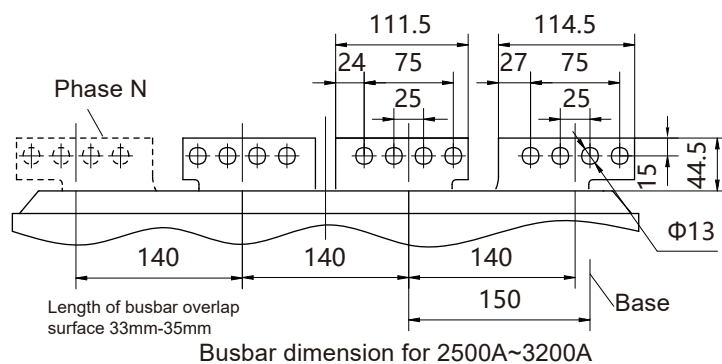 111.5 114.5
24 75 27 75
Phase N 25 25
15 44.5
Φ13
140 140 140
150 Base
Length of busbar overlap
surface 33mm-35mm
Busbar dimension for 2500A~3200A